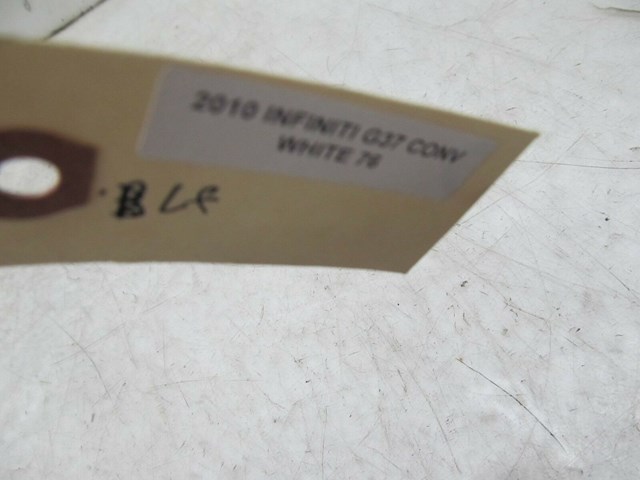 2010 INFINITI G37 CONV
WHITE 76
BLF